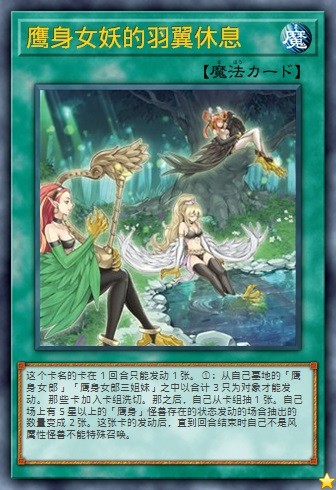 鹰身女妖的羽翼休息
魔
【魔法カード】
这个卡名的卡在1回合只能发动1张。①：从自己墓地的「鹰
身女郎」「鹰身女郎三姐妹」之中以合计3只为对象才能发
动。那些卡加入卡组洗切。那之后，自己从卡组抽1张。自己
场上有5星以上的「鹰身」怪兽存在的状态发动的场合抽出的
数量变成2张。这张卡的发动后，直到回合结束时自己不是风
属性怪兽不能特殊召唤。